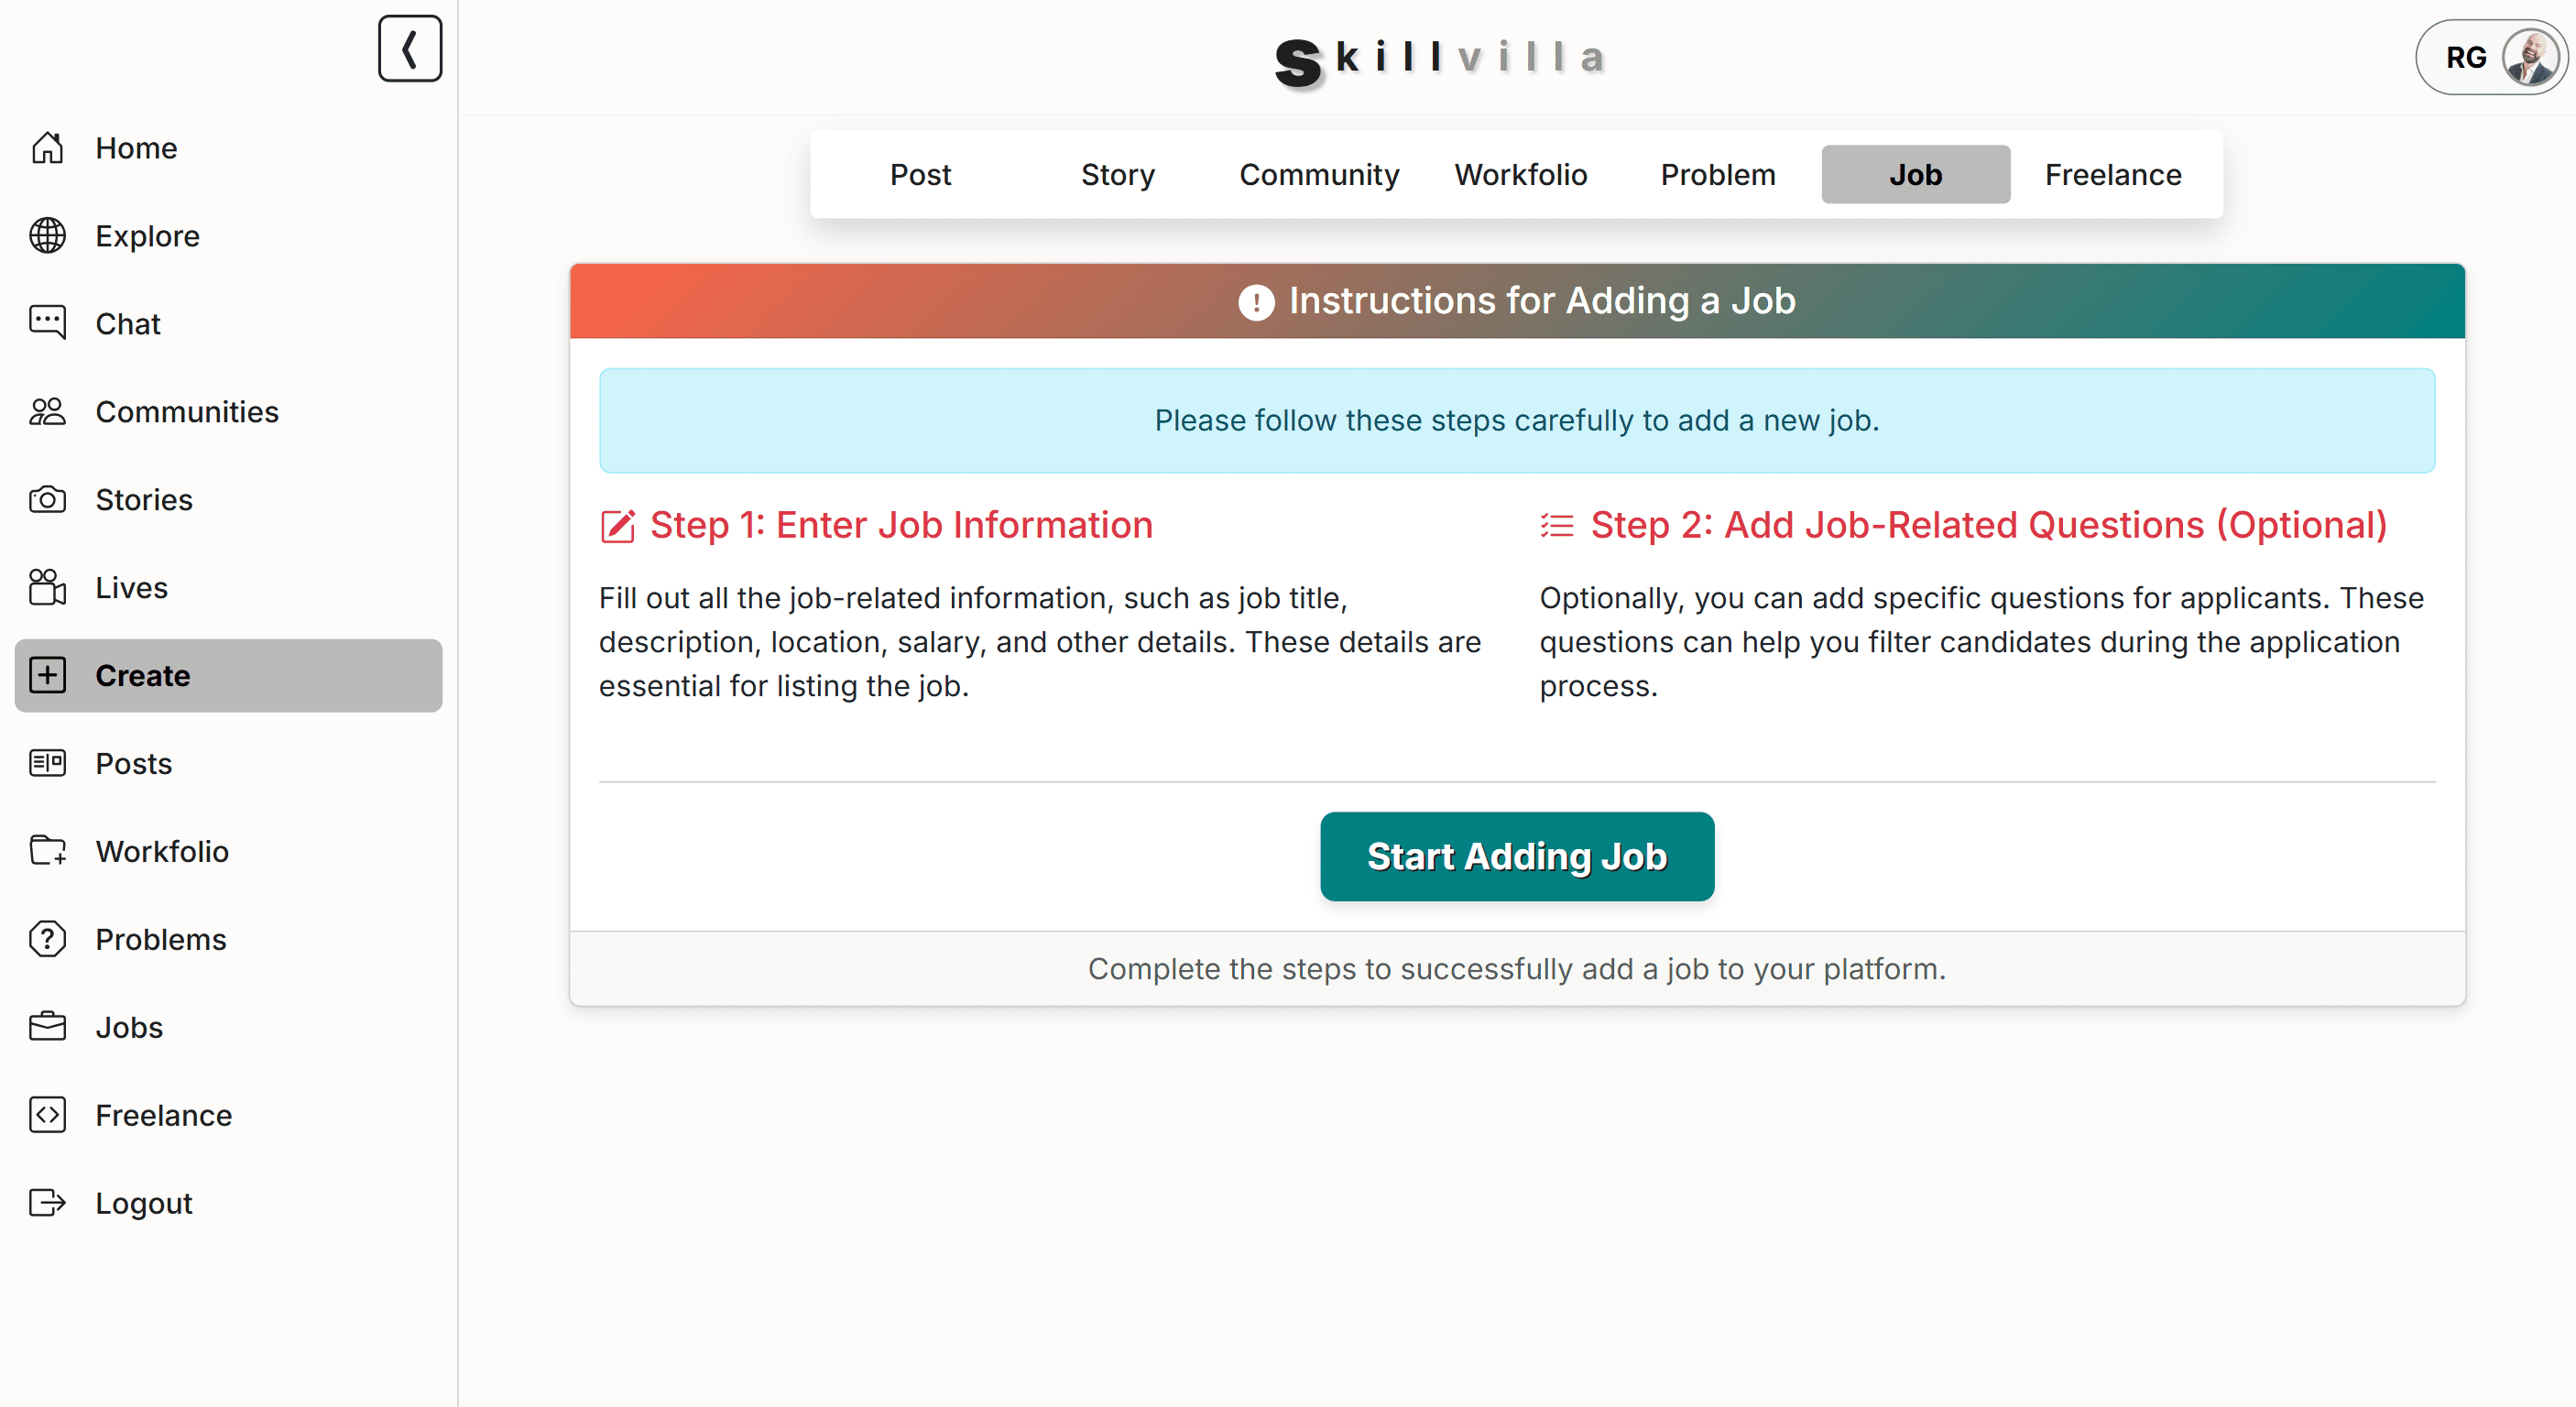 Skillvilla
RG
Home
Explore
Chat
Communities
Stories
Lives
Create
Posts
Workfolio
Problems
Jobs
Freelance
Logout
Post
Story
Community
Workfolio
Problem
Job
Freelance
Instructions for Adding a Job
Please follow these steps carefully to add a new job.
Step 1: Enter Job Information
Fill out all the job-related information, such as job title,
description, location, salary, and other details. These details are
essential for listing the job.
Step 2: Add Job-Related Questions (Optional)
Optionally, you can add specific questions for applicants. These
questions can help you filter candidates during the application
process.
Start Adding Job
Complete the steps to successfully add a job to your platform.